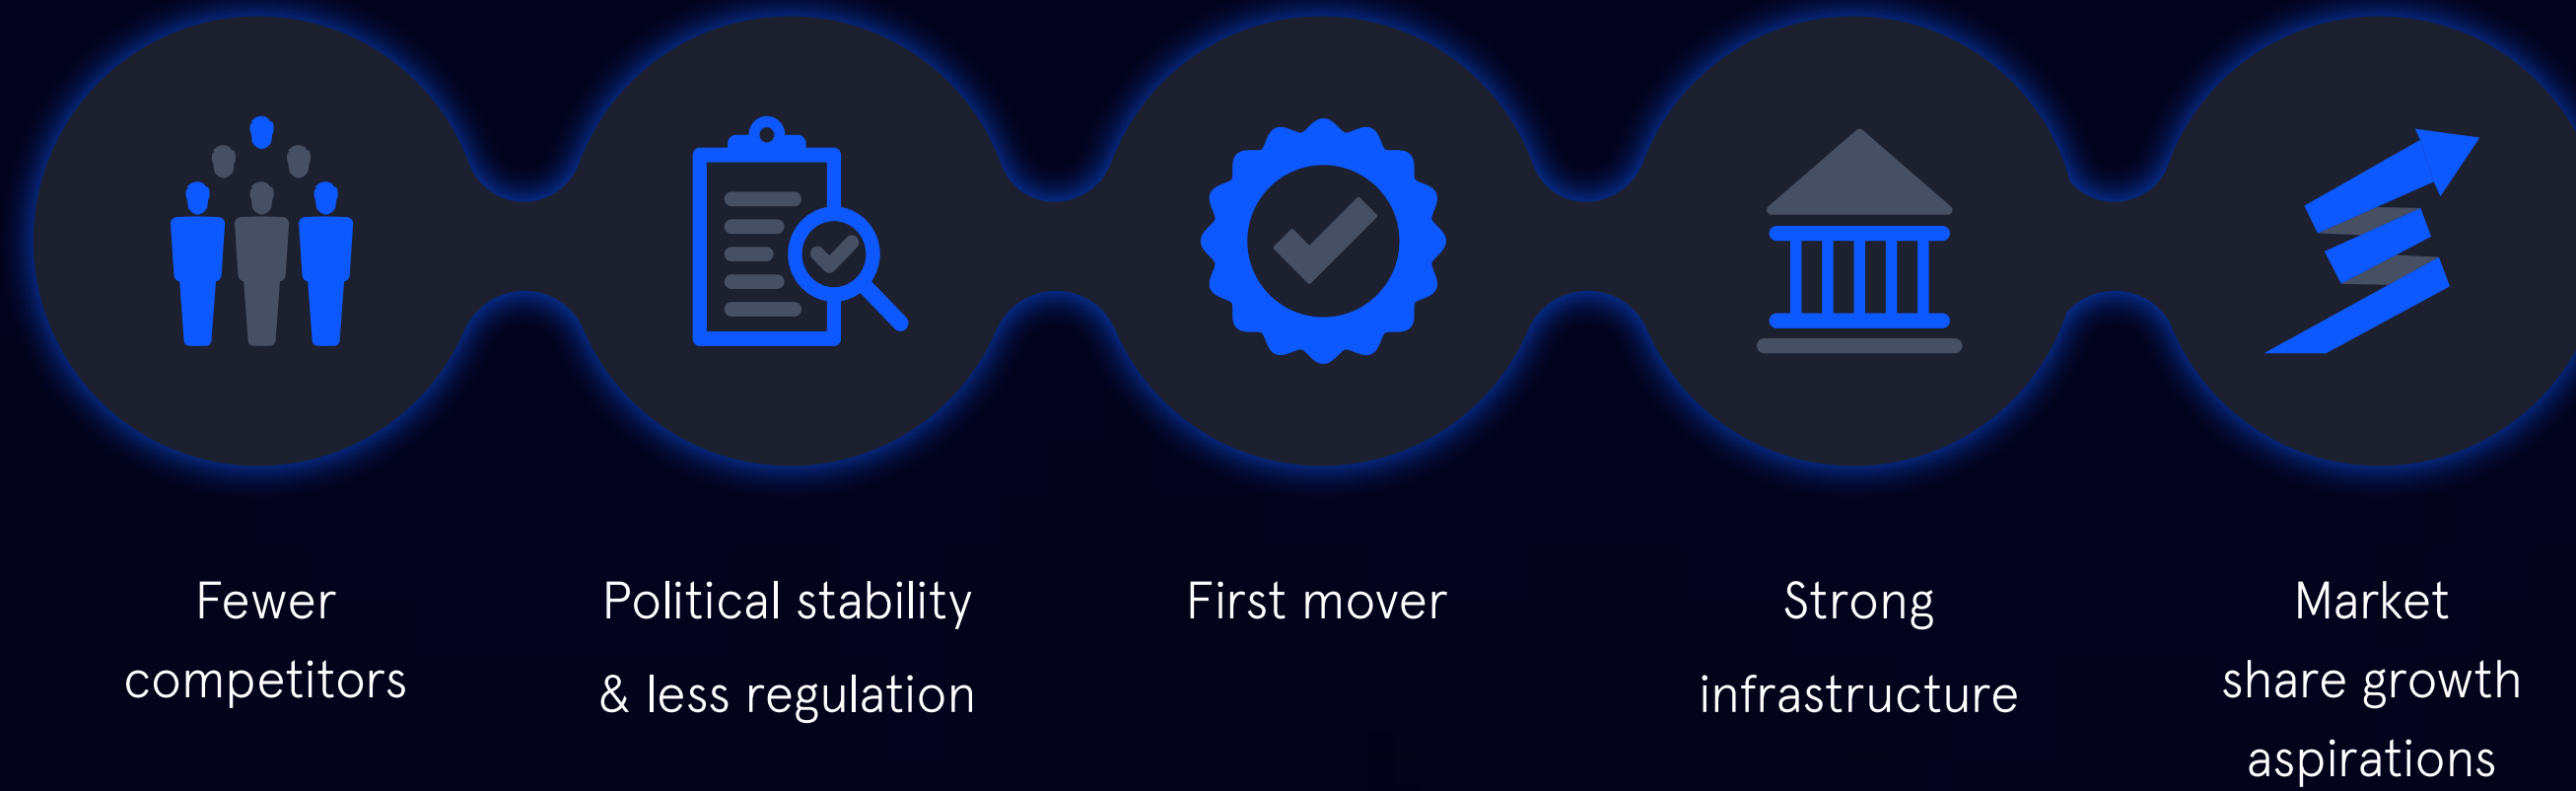 Fewer
competitors
Political stability
& less regulation
First mover
Strong
infrastructure
Market
share growth
aspirations